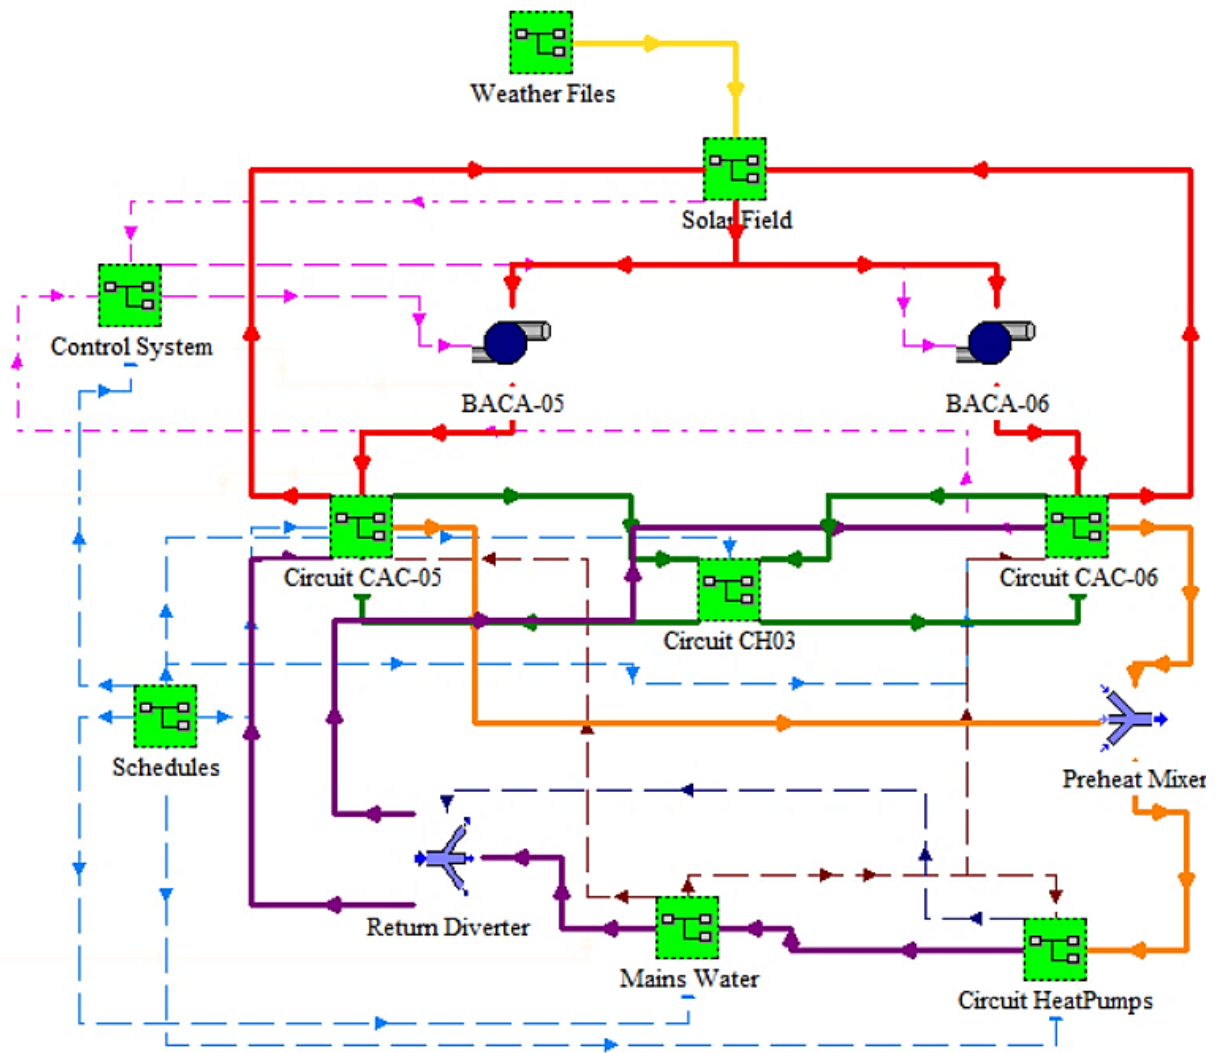 Weather Files
Solar Field
Control System
BACA-05
BACA-06
Circuit CAC-05
Circuit CAC-06
Circuit CH03
Schedules
Preheat Mixer
Return Diverter
Mains Water
Circuit HeatPumps